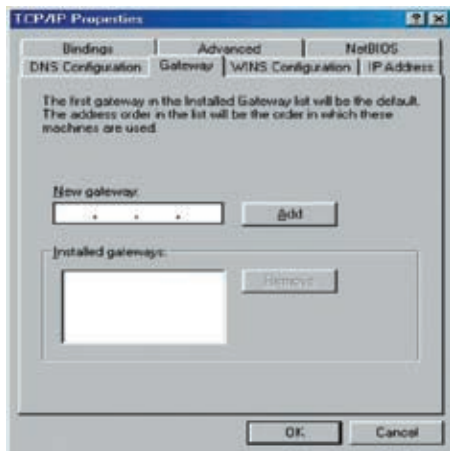 TCP/IP Properties
Bindings
Advanced
NetBIOS
DNS Configuration
Gateway
WINS Configuration
IP Address
The first gateway in the Installed Gateway list will be the default.
The address order in the list will be the order in which these
machines are used.
New gateway:
Add
Installed gateways:
Remove
OK
Cancel